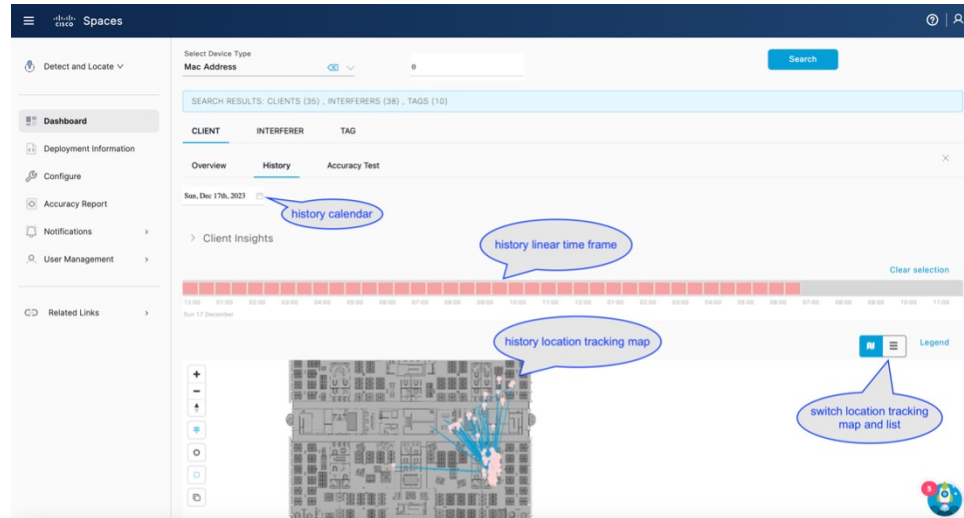 cisco Spaces
Detect and Locate
Dashboard
Deployment Information
Configure
Accuracy Report
Notifications
User Management
Related Links
Select Device Type
Mac Address
0
Search
SEARCH RESULTS: CLIENTS (35) , INTERFERERS (38) , TAGS (10)
CLIENT INTERFERER TAG
Overview History Accuracy Test
Sun, Dec 17th, 2023
history calendar
Client Insights
history linear time frame
Clear selection
12:00 01:00 02:00 03:00 04:00 05:00 06:00 07:00 08:00 09:00 10:00 11:00 12:00 01:00 02:00 03:00 04:00 05:00 06:00 07:00 08:00 09:00 10:00 11:00
Sun 17 December
history location tracking map
Legend
switch location tracking
map and list
5